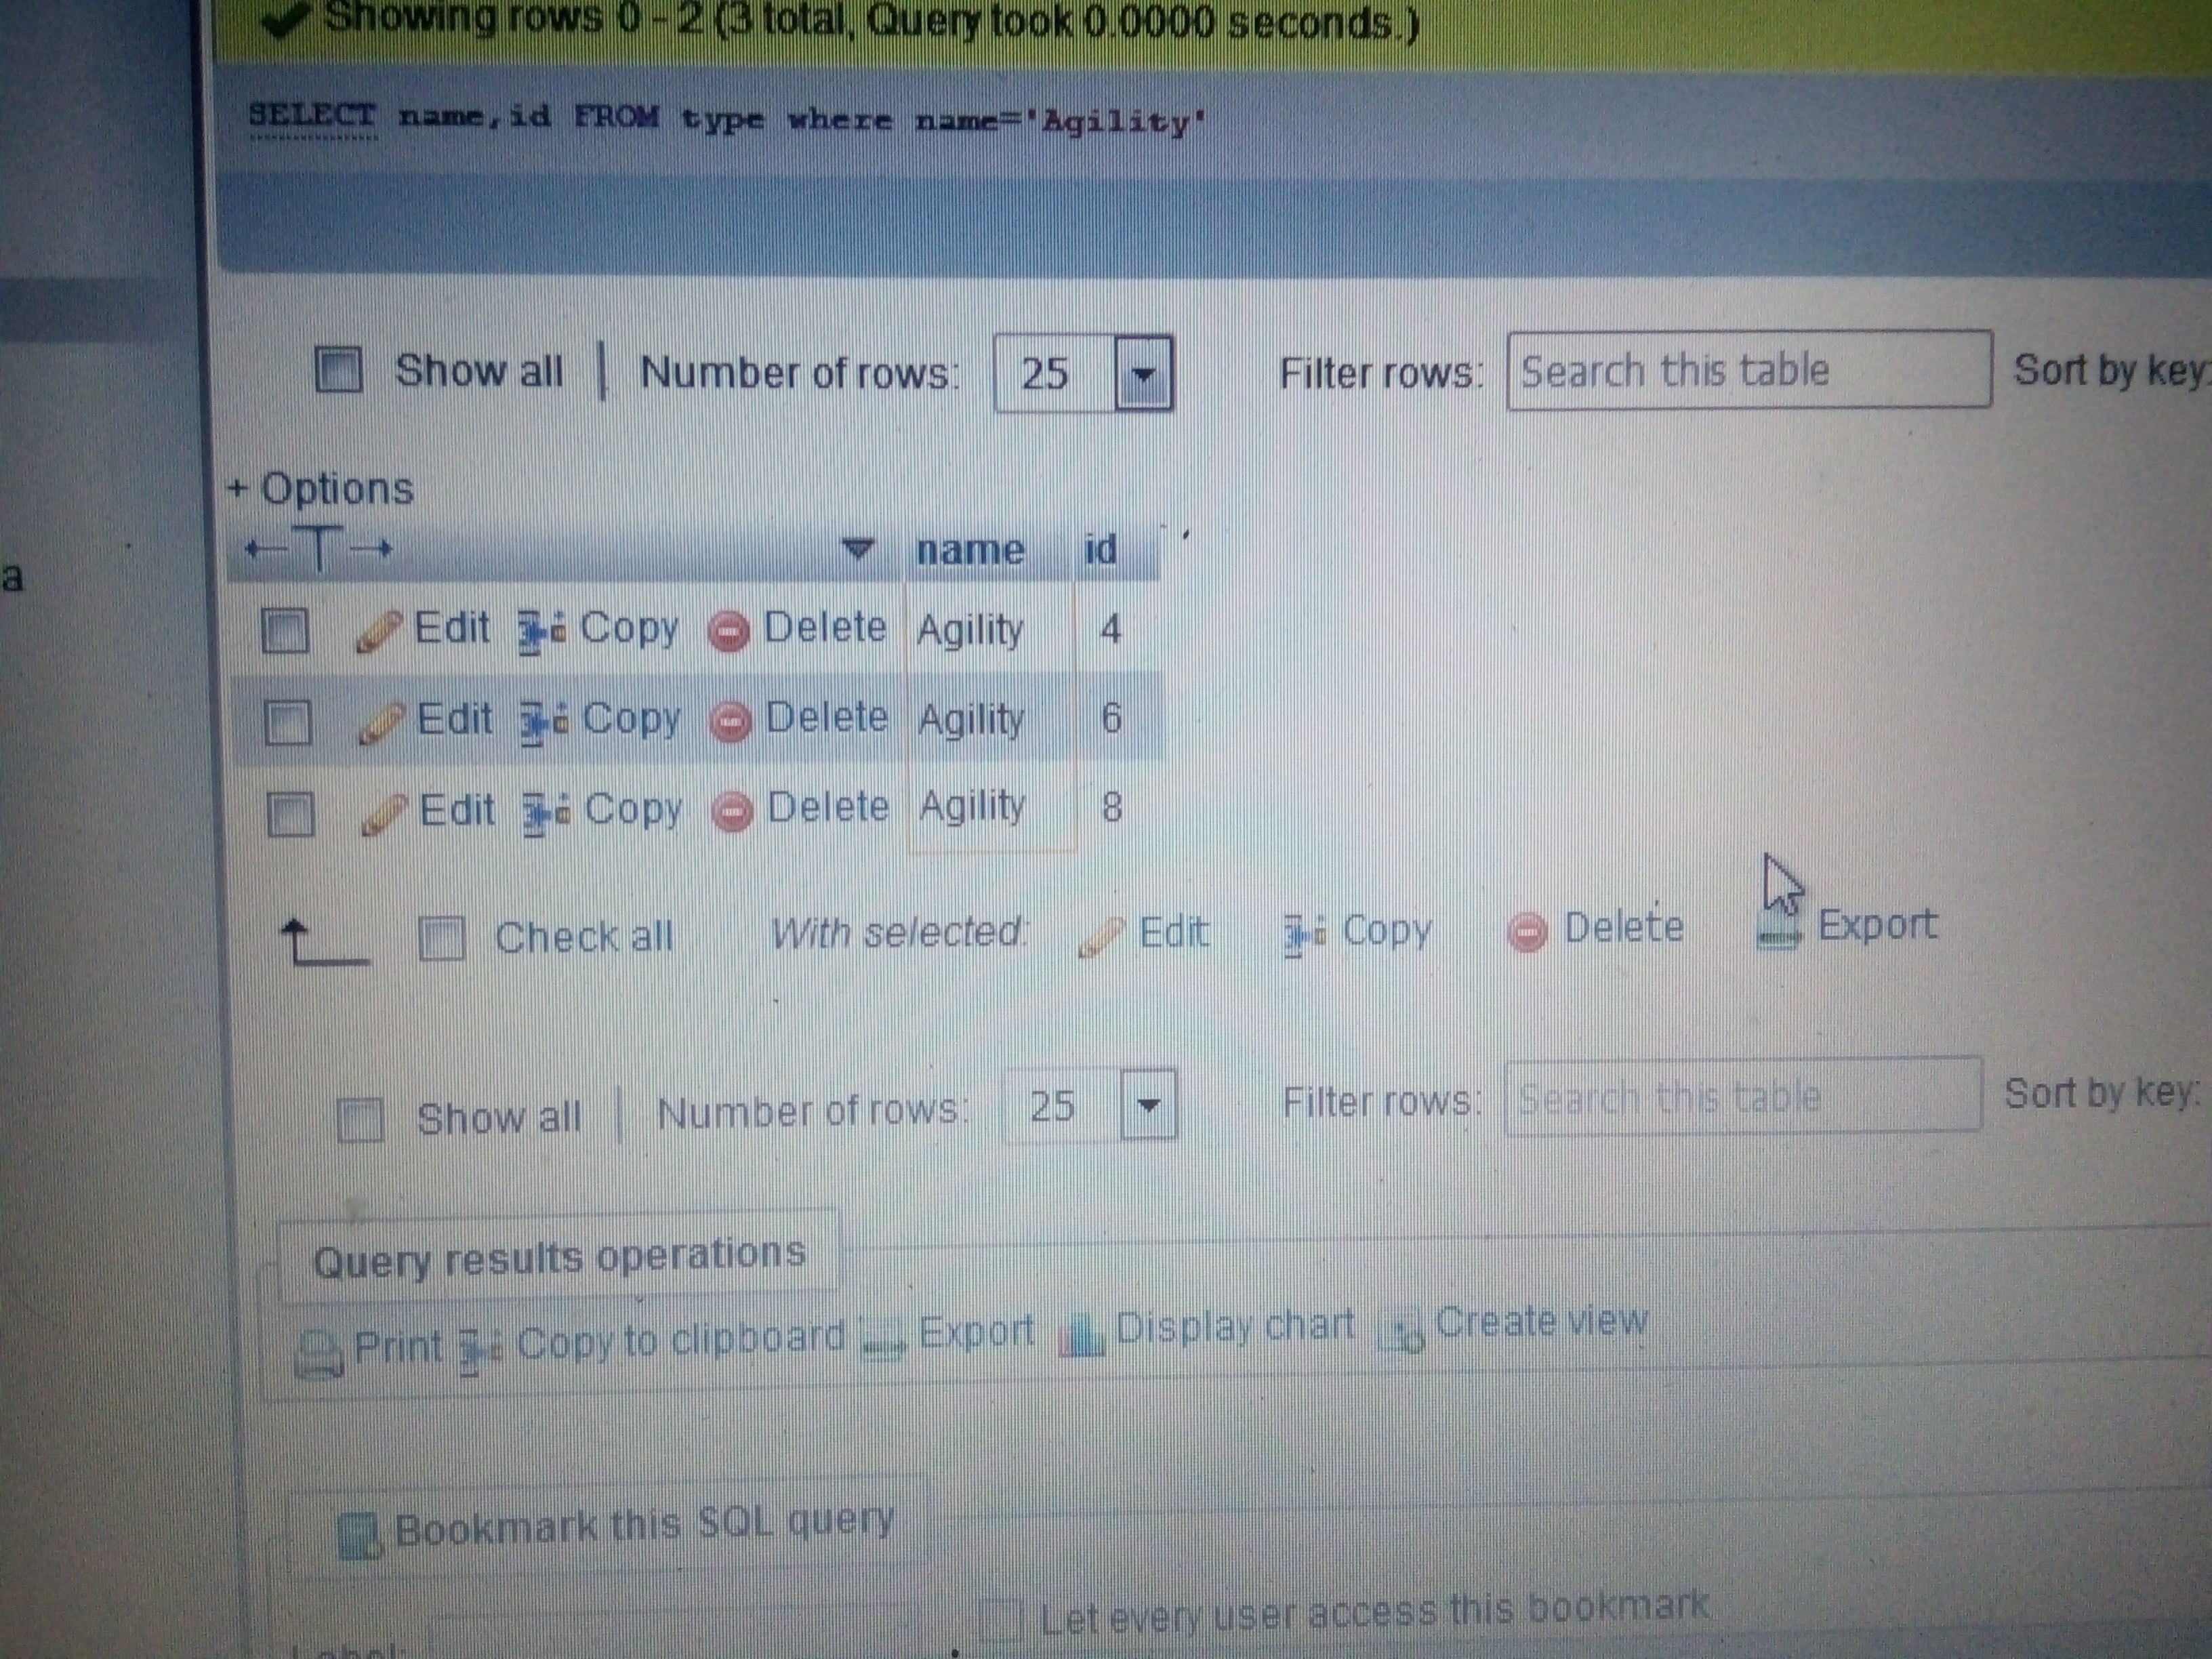 Showing rows 0 - 2 (3 total, Query took 0.0000 seconds.)
SELECT name,id FROM type where name='Agility'
Show all | Number of rows: 25 Filter rows: Search this table Sort by key:
+ Options
←T→ name id
Edit Copy Delete Agility 4
a
Edit Copy Delete Agility 6
Edit Copy Delete Agility 8
Check all With selected: Edit Copy Delete Export
Show all | Number of rows: 25 Filter rows: Search this table Sort by key:
Query results operations
Print Copy to clipboard Export Display chart Create view
Bookmark this SQL query
Label: Let every user access this bookmark